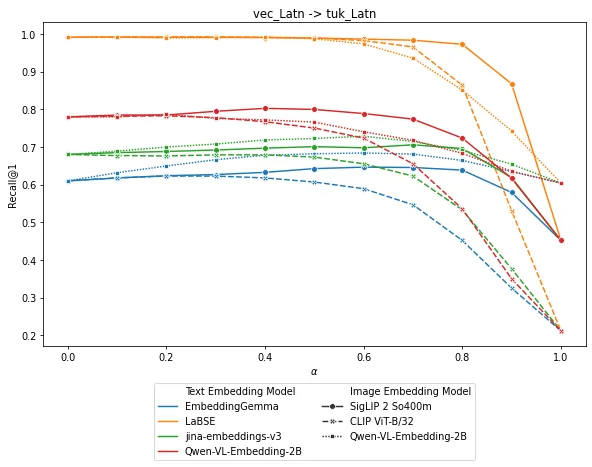 vec_Latn -> tuk_Latn
Recall@1
1.0
0.9
0.8
0.7
0.6
0.5
0.4
0.3
0.2
0.0 0.2 0.4 0.6 0.8 1.0
α
Text Embedding Model Image Embedding Model
EmbeddingGemma SigLIP 2 So400m
LaBSE CLIP ViT-B/32
jina-embeddings-v3 Qwen-VL-Embedding-2B
Qwen-VL-Embedding-2B